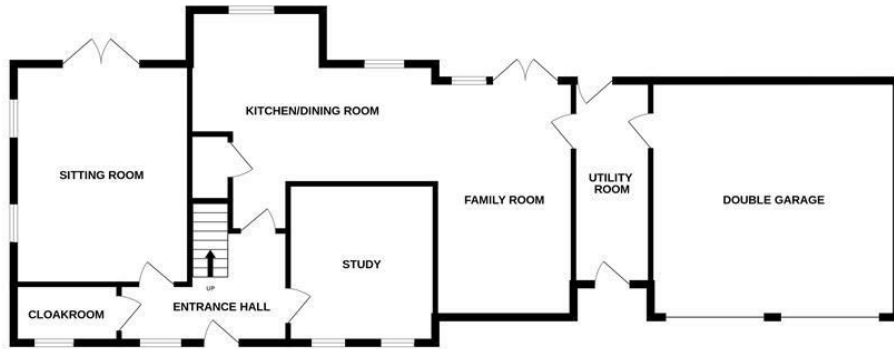 KITCHEN/DINING ROOM
SITTING ROOM
UTILITY
ROOM
FAMILY ROOM
DOUBLE GARAGE
STUDY
UP
ENTRANCE HALL
CLOAKROOM